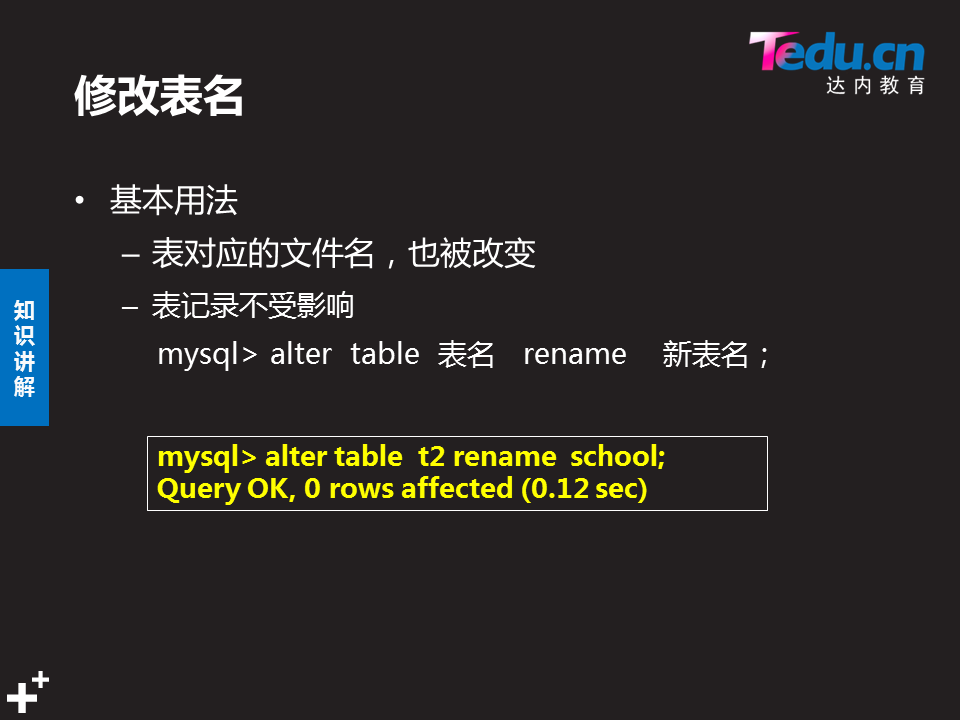 Tedu.cn
达内教育
修改表名
• 基本用法
– 表对应的文件名，也被改变
– 表记录不受影响
mysql> alter table 表名 rename 新表名；
知识讲解
mysql> alter table t2 rename school;
Query OK, 0 rows affected (0.12 sec)